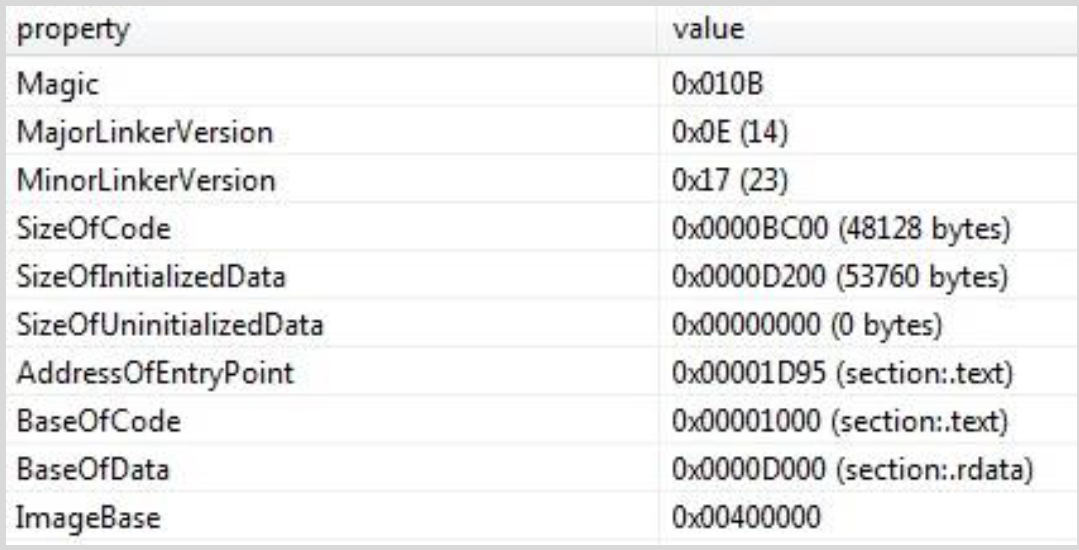 property value
Magic 0x010B
MajorLinkerVersion 0x0E (14)
MinorLinkerVersion 0x17 (23)
SizeOfCode 0x0000BC00 (48128 bytes)
SizeOfInitializedData 0x0000D200 (53760 bytes)
SizeOfUninitializedData 0x00000000 (0 bytes)
AddressOfEntryPoint 0x00001D95 (section:.text)
BaseOfCode 0x00001000 (section:.text)
BaseOfData 0x0000D000 (section:.rdata)
ImageBase 0x00400000